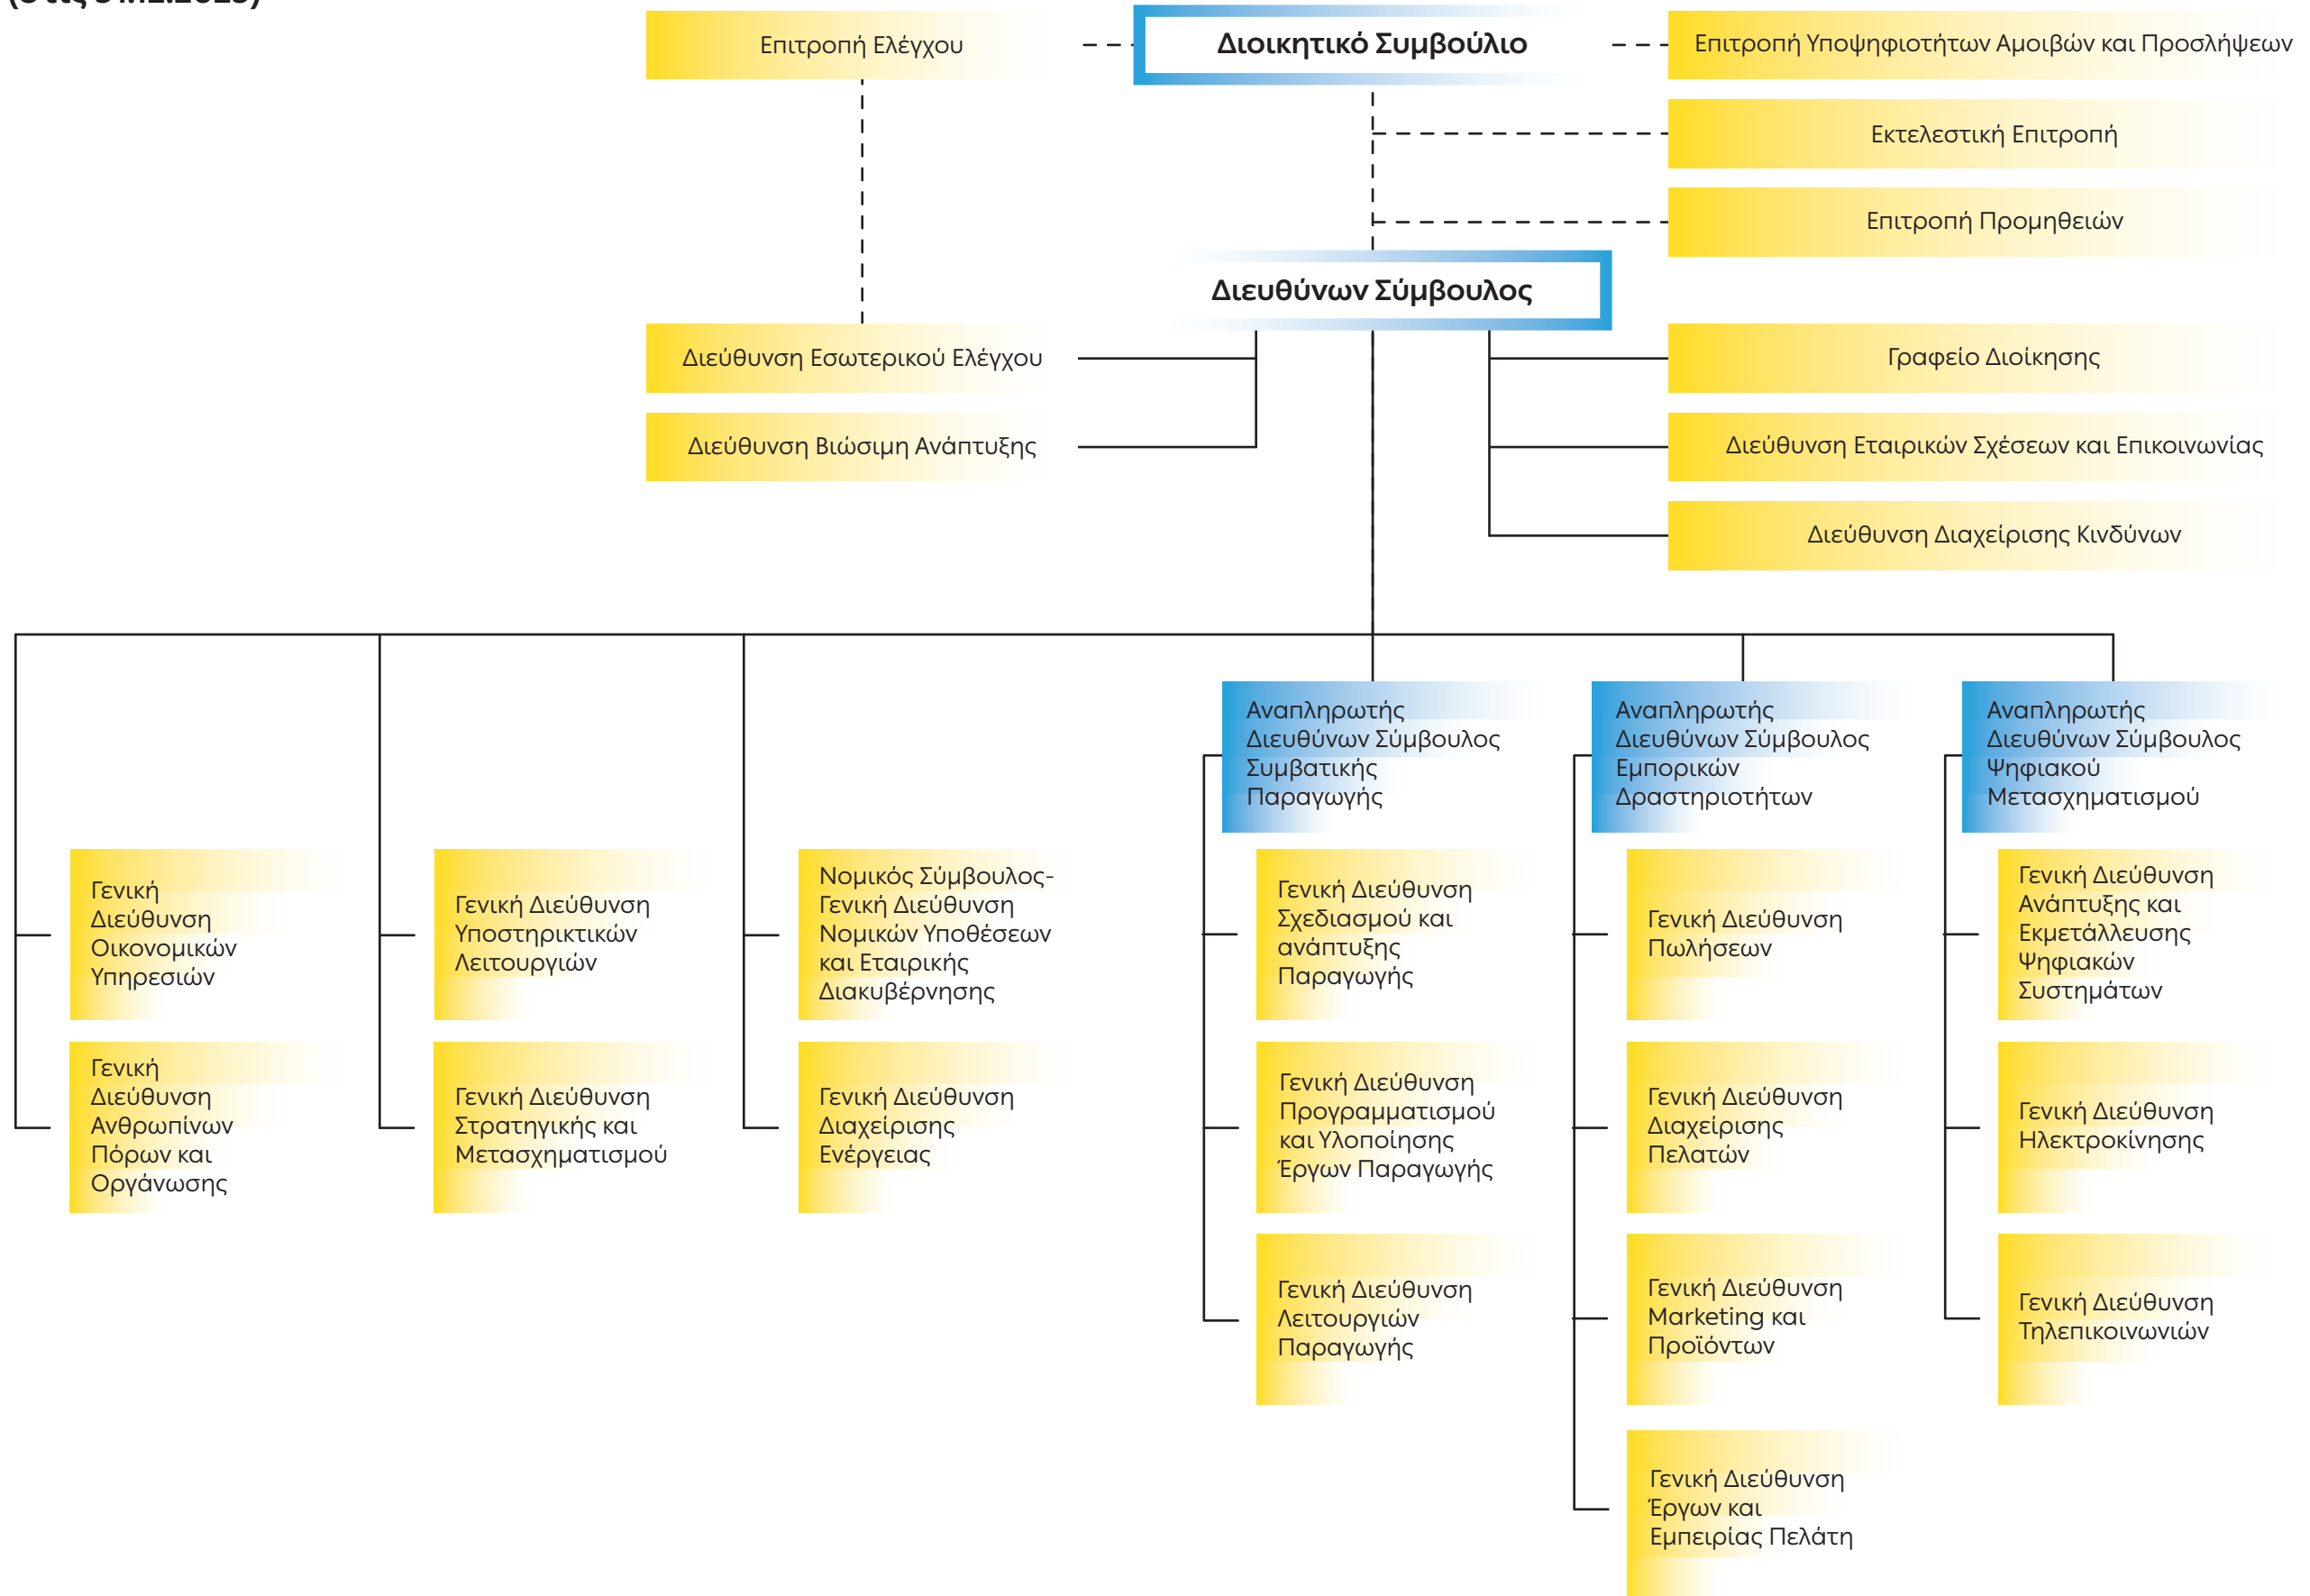 Επιτροπή Ελέγχου
Διοικητικό Συμβούλιο
Επιτροπή Υποψηφιοτήτων Αμοιβών και Προσλήψεων
Εκτελεστική Επιτροπή
Επιτροπή Προμηθειών
Διευθύνων Σύμβουλος
Διεύθυνση Εσωτερικού Ελέγχου
Διεύθυνση Βιώσιμη Ανάπτυξης
Γραφείο Διοίκησης
Διεύθυνση Εταιρικών Σχέσεων και Επικοινωνίας
Διεύθυνση Διαχείρισης Κινδύνων
Γενική
Διεύθυνση
Οικονομικών
Υπηρεσιών
Γενική
Διεύθυνση
Ανθρωπίνων
Πόρων και
Οργάνωσης
Γενική Διεύθυνση
Υποστηρικτικών
Λειτουργιών
Γενική Διεύθυνση
Στρατηγικής και
Μετασχηματισμού
Νομικός Σύμβουλος-
Γενική Διεύθυνση
Νομικών Υποθέσεων
και Εταιρικής
Διακυβέρνησης
Γενική Διεύθυνση
Διαχείρισης
Ενέργειας
Αναπληρωτής
Διευθύνων Σύμβουλος
Συμβατικής
Παραγωγής
Γενική Διεύθυνση
Σχεδιασμού και
ανάπτυξης
Παραγωγής
Γενική Διεύθυνση
Προγραμματισμού
και Υλοποίησης
Έργων Παραγωγής
Γενική Διεύθυνση
Λειτουργιών
Παραγωγής
Αναπληρωτής
Διευθύνων Σύμβουλος
Εμπορικών
Δραστηριοτήτων
Γενική Διεύθυνση
Πωλήσεων
Γενική Διεύθυνση
Διαχείρισης
Πελατών
Γενική Διεύθυνση
Marketing και
Προϊόντων
Γενική Διεύθυνση
Έργων και
Εμπειρίας Πελάτη
Αναπληρωτής
Διευθύνων Σύμβουλος
Ψηφιακού
Μετασχηματισμού
Γενική Διεύθυνση
Ανάπτυξης και
Εκμετάλλευσης
Ψηφιακών
Συστημάτων
Γενική Διεύθυνση
Ηλεκτροκίνησης
Γενική Διεύθυνση
Τηλεπικοινωνιών